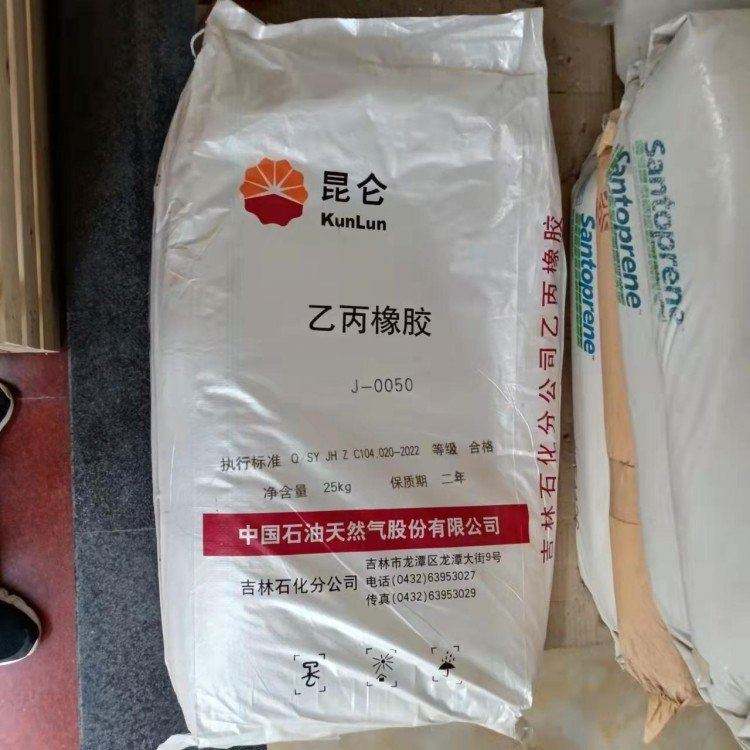 昆仑
KunLun
乙丙橡胶
J-0050
执行标准 Q SY JH Z C104.020-2022 等级 合格
净含量 25kg 保质期 二年
中国石油天然气股份有限公司
吉林石化分公司
吉林市龙潭区龙潭大街9号
电话(0432)63953027
传真(0432)63953029
吉林石化分公司乙丙橡胶
Santoprene™
Santoprene